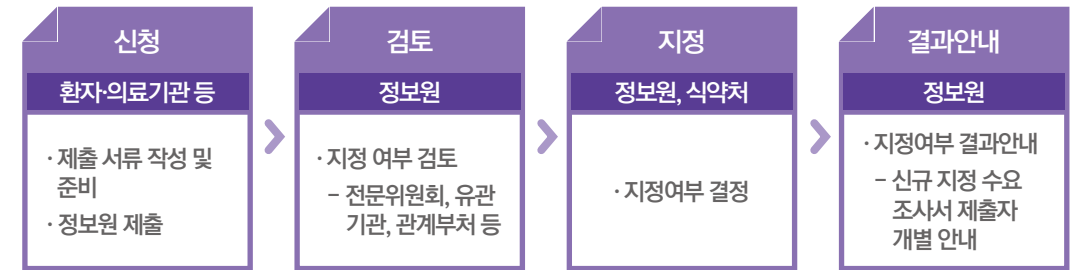 신청
환자·의료기관 등
· 제출 서류 작성 및
준비
· 정보원 제출
검토
정보원
· 지정 여부 검토
– 전문위원회, 유관
기관, 관계부처 등
지정
정보원, 식약처
· 지정여부 결정
결과안내
정보원
· 지정여부 결과안내
– 신규 지정 수요
조사서 제출자
개별 안내